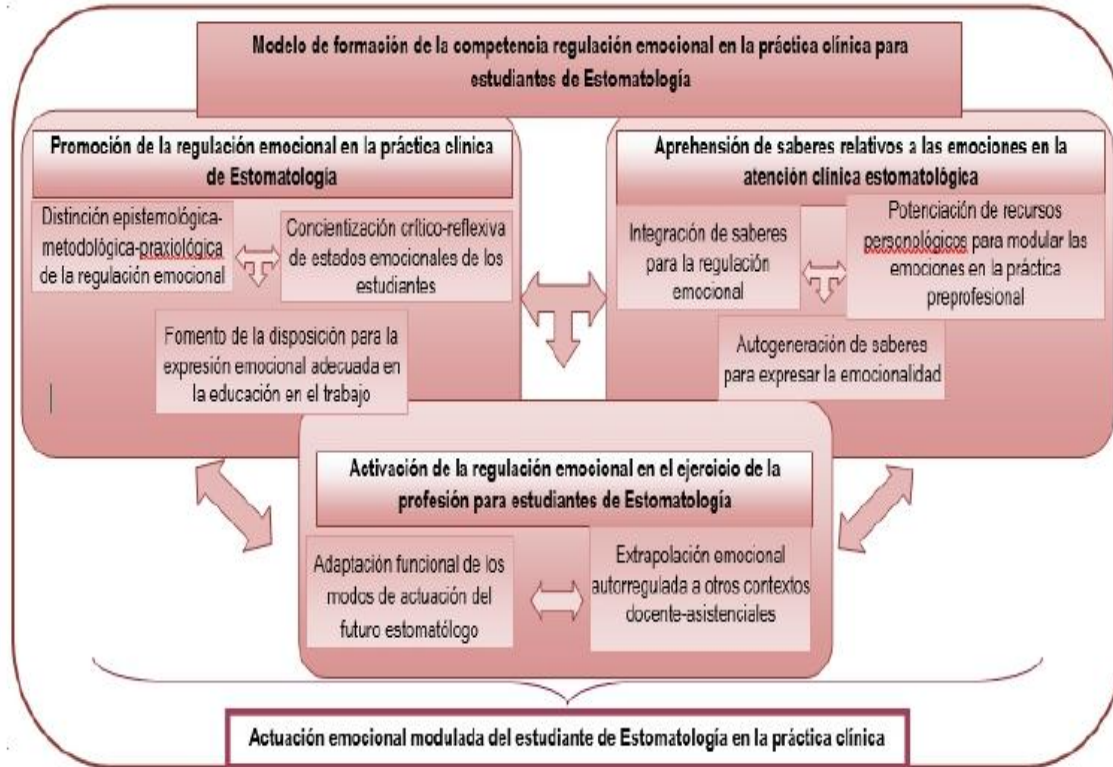 Modelo de formación de la competencia regulación emocional en la práctica clínica para
estudiantes de Estomatología
Promoción de la regulación emocional en la práctica clínica
de Estomatología
Distinción epistemológica-
metodológica-praxiológica
de la regulación emocional
Concientización crítico-reflexiva
de estados emocionales de los
estudiantes
Fomento de la disposición para la
expresión emocional adecuada en
la educación en el trabajo
Aprehensión de saberes relativos a las emociones en la
atención clínica estomatológica
Integración de saberes
para la regulación
emocional
Potenciación de recursos
personológicos para modular las
emociones en la práctica
preprofesional
Autogeneración de saberes
para expresar la emocionalidad
Activación de la regulación emocional en el ejercicio de la
profesión para estudiantes de Estomatología
Adaptación funcional de los
modos de actuación del
futuro estomatólogo
Extrapolación emocional
autorregulada a otros contextos
docente-asistenciales
Actuación emocional modulada del estudiante de Estomatología en la práctica clínica